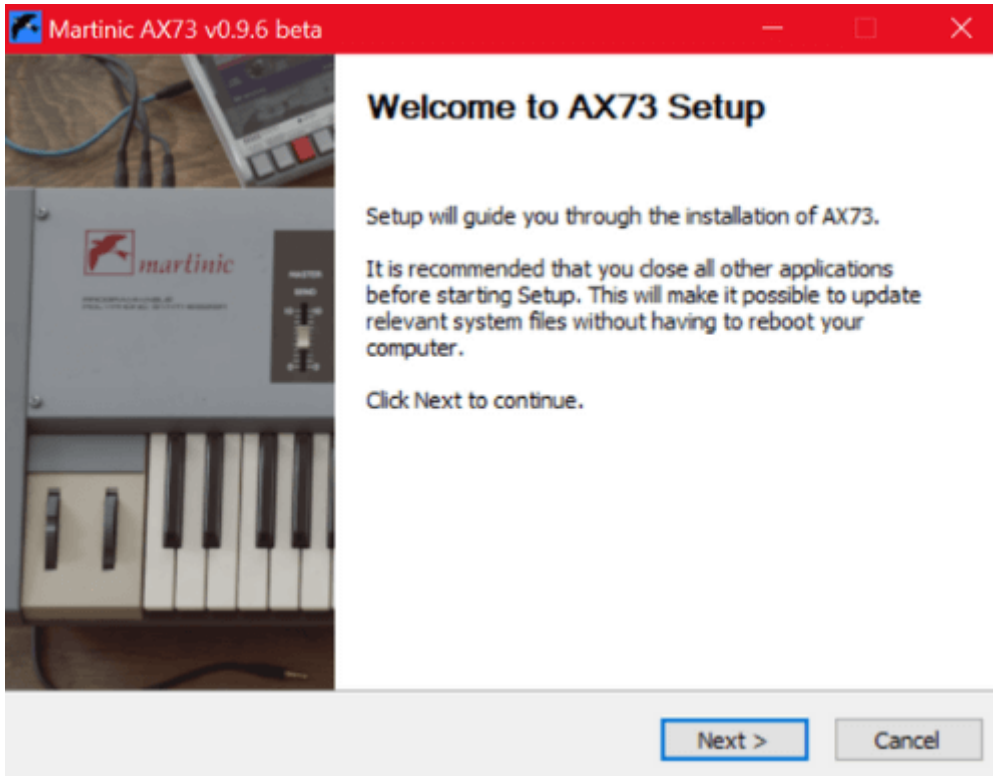 Martinic AX73 v0.9.6 beta
Welcome to AX73 Setup
Setup will guide you through the installation of AX73.
It is recommended that you close all other applications
before starting Setup. This will make it possible to update
relevant system files without having to reboot your
computer.
Click Next to continue.
martinic
MASTER
BEND
Next >
Cancel